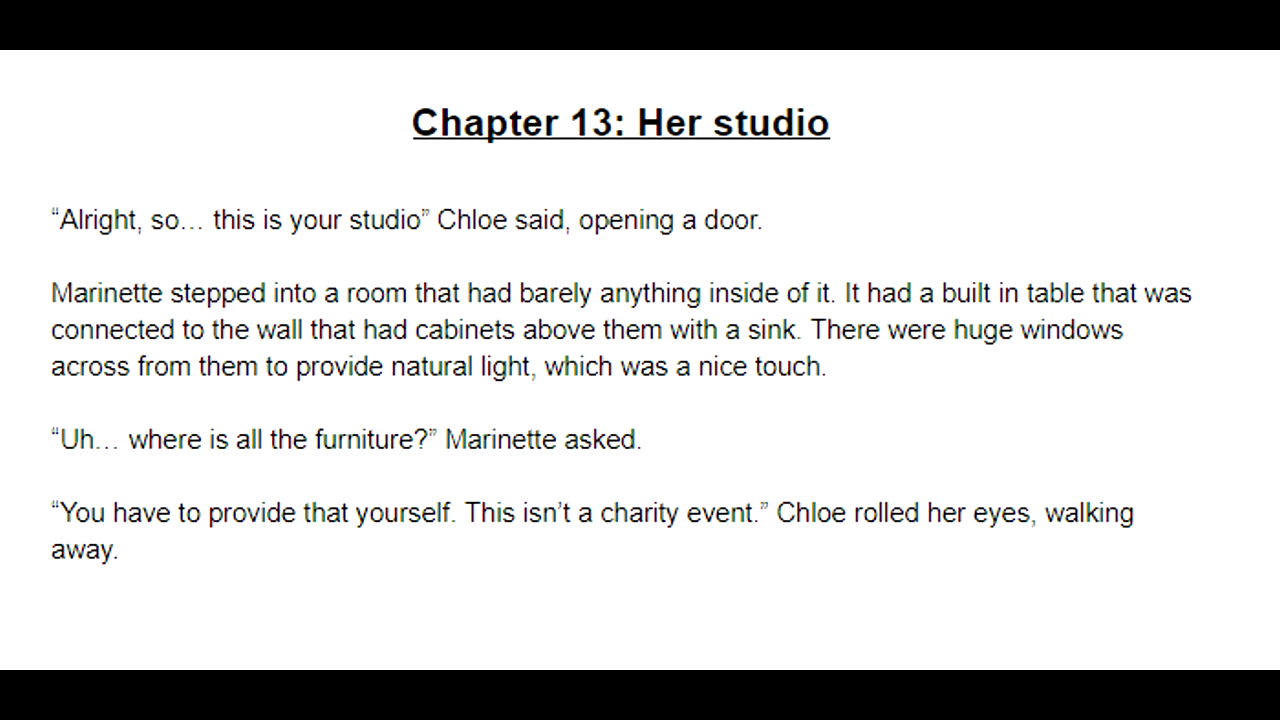 Chapter 13: Her studio
“Alright, so… this is your studio” Chloe said, opening a door.
Marinette stepped into a room that had barely anything inside of it. It had a built in table that was
connected to the wall that had cabinets above them with a sink. There were huge windows
across from them to provide natural light, which was a nice touch.
“Uh… where is all the furniture?” Marinette asked.
“You have to provide that yourself. This isn’t a charity event.” Chloe rolled her eyes, walking
away.